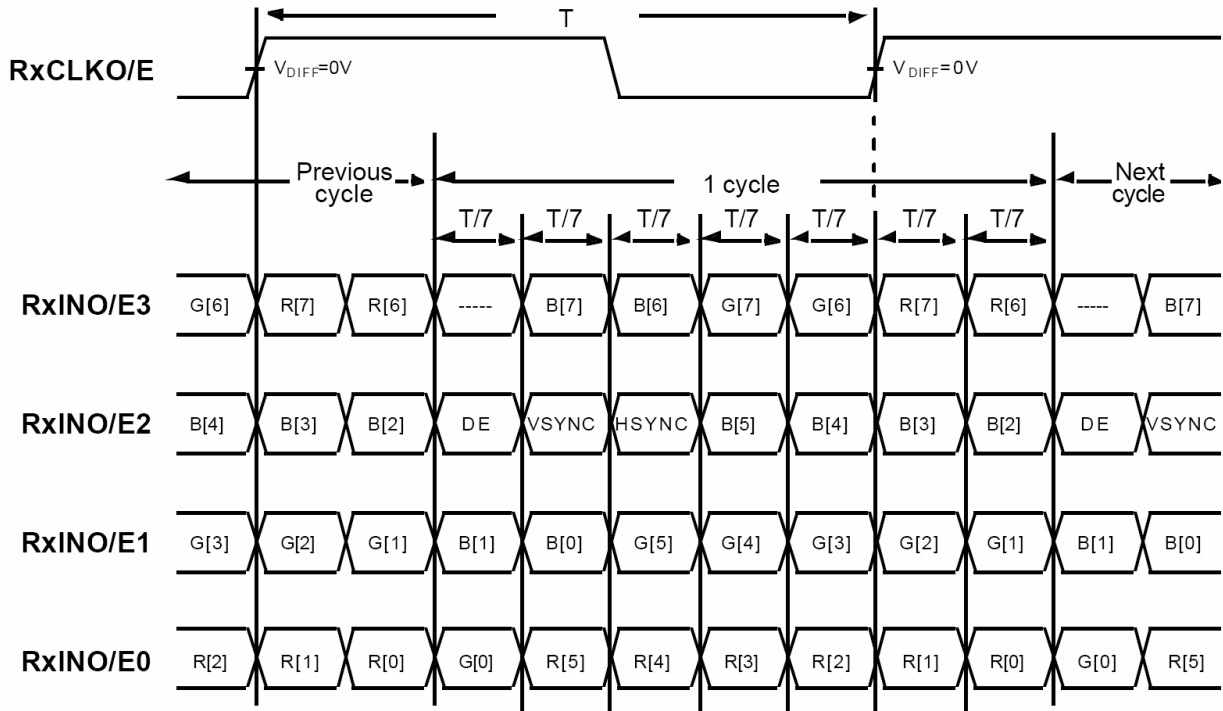 T
RxCLKO/E
VDIFF=0V VDIFF=0V
Previous cycle 1 cycle Next cycle
T/7 T/7 T/7 T/7 T/7 T/7 T/7
RxINO/E3 G[6] R[7] R[6] ----- B[7] B[6] G[7] G[6] R[7] R[6] ----- B[7]
RxINO/E2 B[4] B[3] B[2] DE VSYNC HSYNC B[5] B[4] B[3] B[2] DE VSYNC
RxINO/E1 G[3] G[2] G[1] B[1] B[0] G[5] G[4] G[3] G[2] G[1] B[1] B[0]
RxINO/E0 R[2] R[1] R[0] G[0] R[5] R[4] R[3] R[2] R[1] R[0] G[0] R[5]